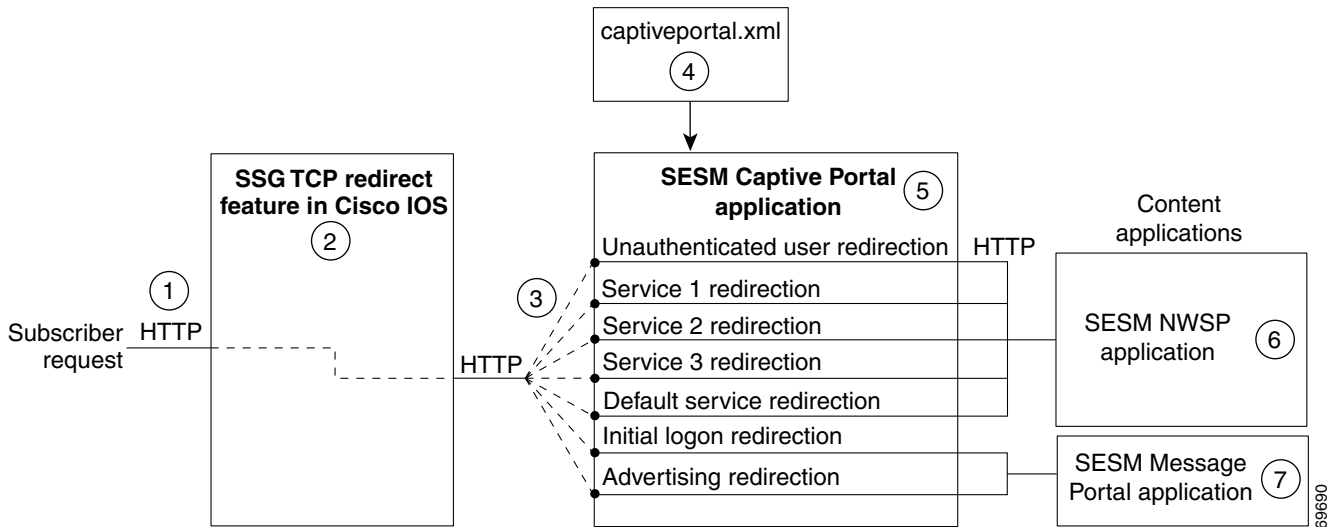 captiveportal.xml
4
SSG TCP redirect
feature in Cisco IOS
2
SESM Captive Portal
application
5
Content
applications
1
Subscriber
request
HTTP
HTTP
3
Unauthenticated user redirection
HTTP
Service 1 redirection
Service 2 redirection
Service 3 redirection
Default service redirection
Initial logon redirection
Advertising redirection
SESM NWSP
application
6
SESM Message
Portal application
7
69690